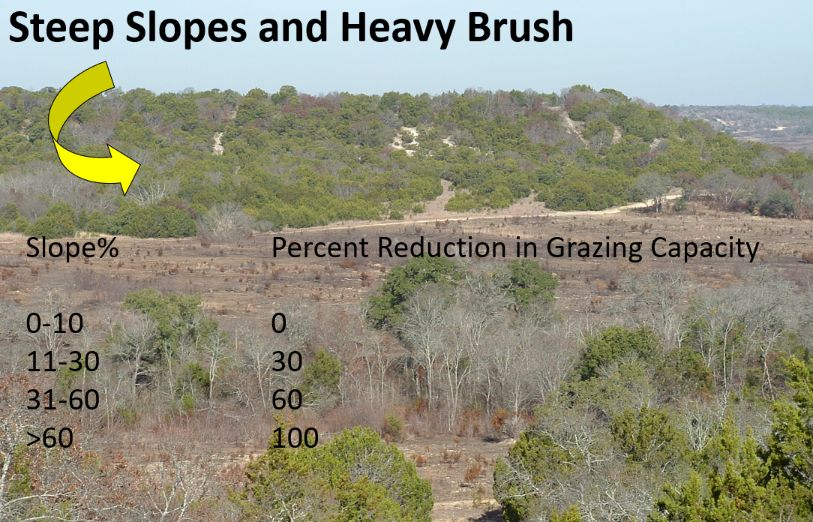 Steep Slopes and Heavy Brush
Slope% Percent Reduction in Grazing Capacity
0-10 0
11-30 30
31-60 60
>60 100